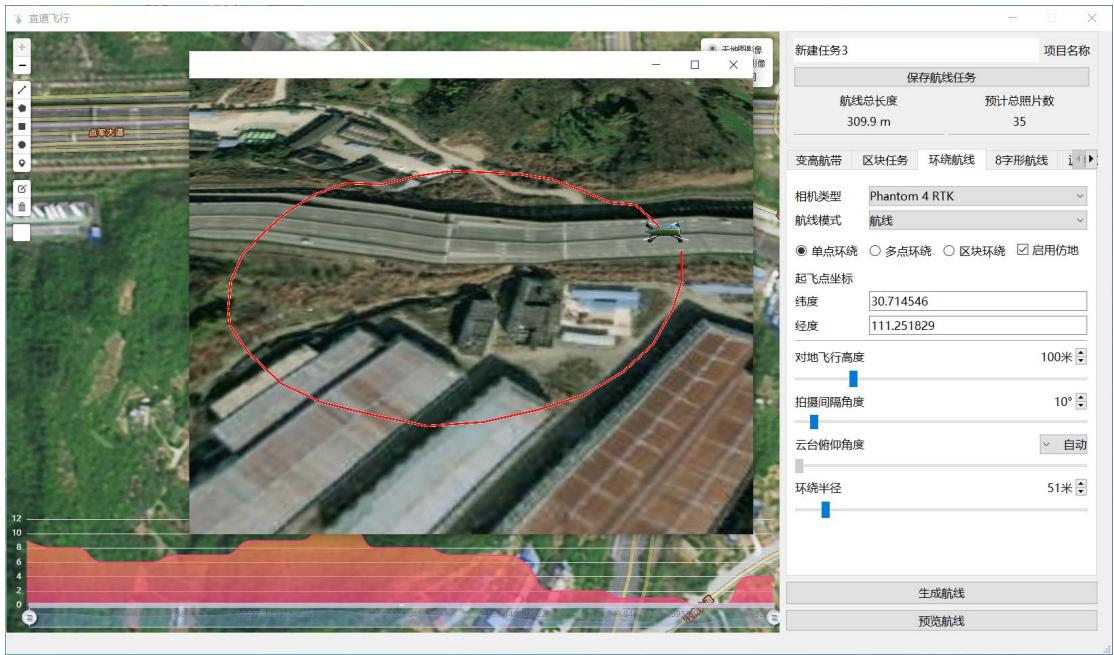 直道飞行
新建任务3 项目名称
保存航线任务
航线总长度 预计总照片数
309.9 m 35
变高航带 区块任务 环绕航线 8字形航线
相机类型 Phantom 4 RTK
航线模式 航线
单点环绕 多点环绕 区块环绕 启用仿地
起飞点坐标
纬度 30.714546
经度 111.251829
对地飞行高度 100米
拍摄间隔角度 10°
云台俯仰角度 自动
环绕半径 51米
生成航线
预览航线
点军大道
12
10
8
6
4
2
0